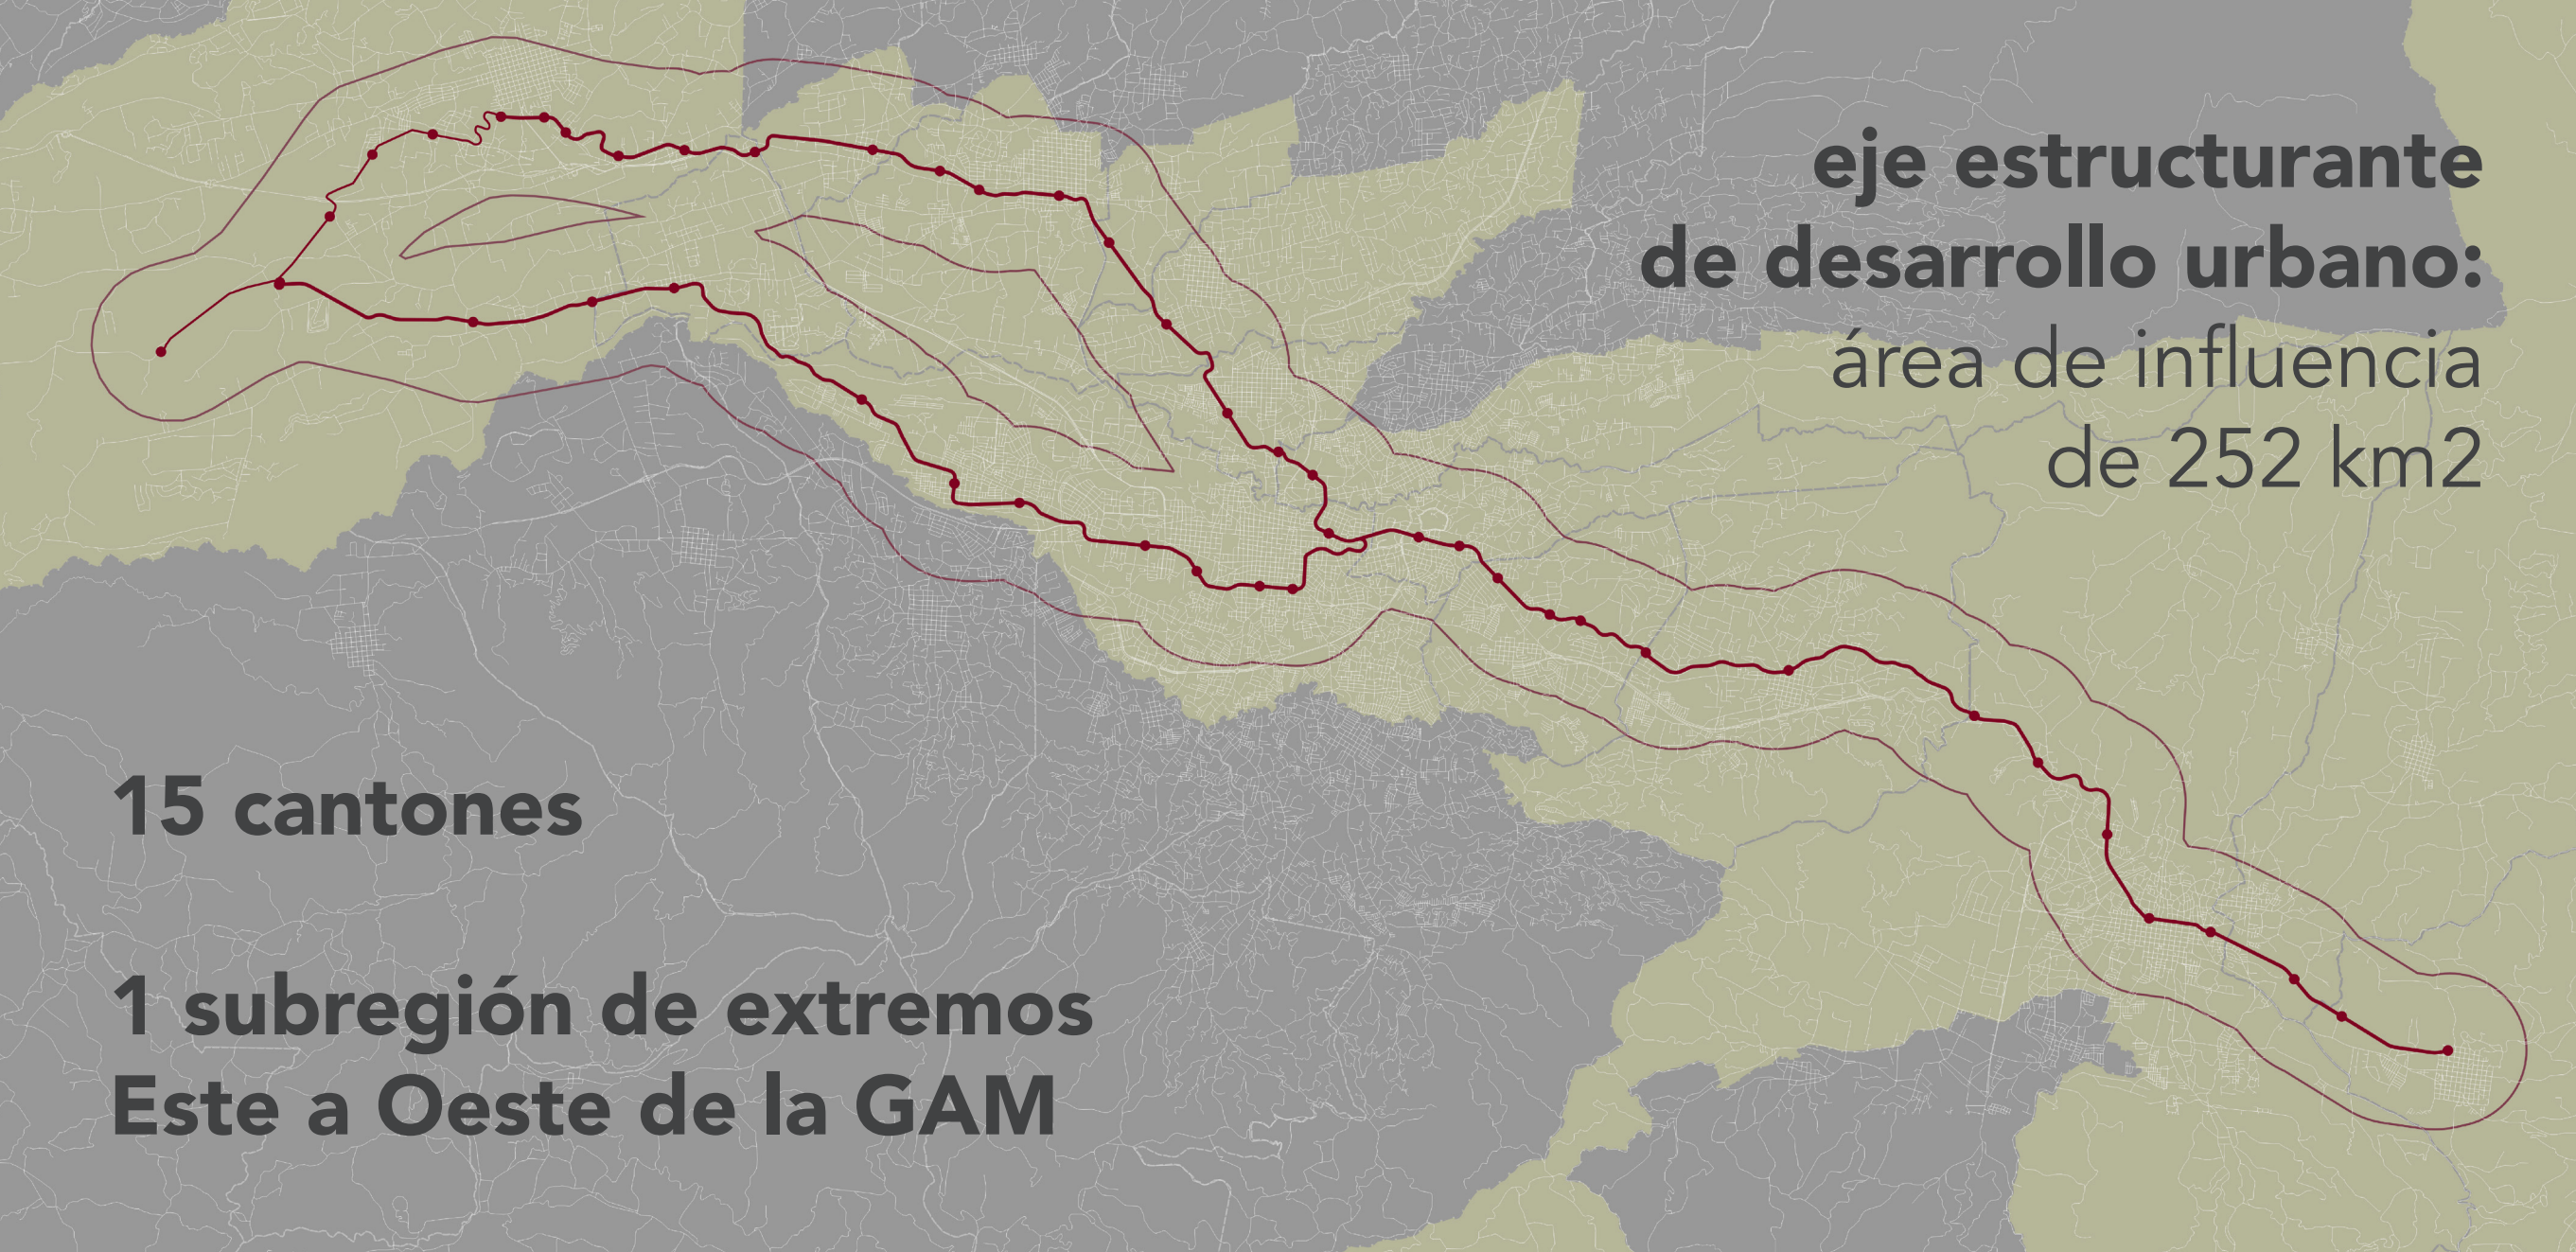 eje estructurante
de desarrollo urbano:
área de influencia
de 252 km2
15 cantones
1 subregión de extremos
Este a Oeste de la GAM